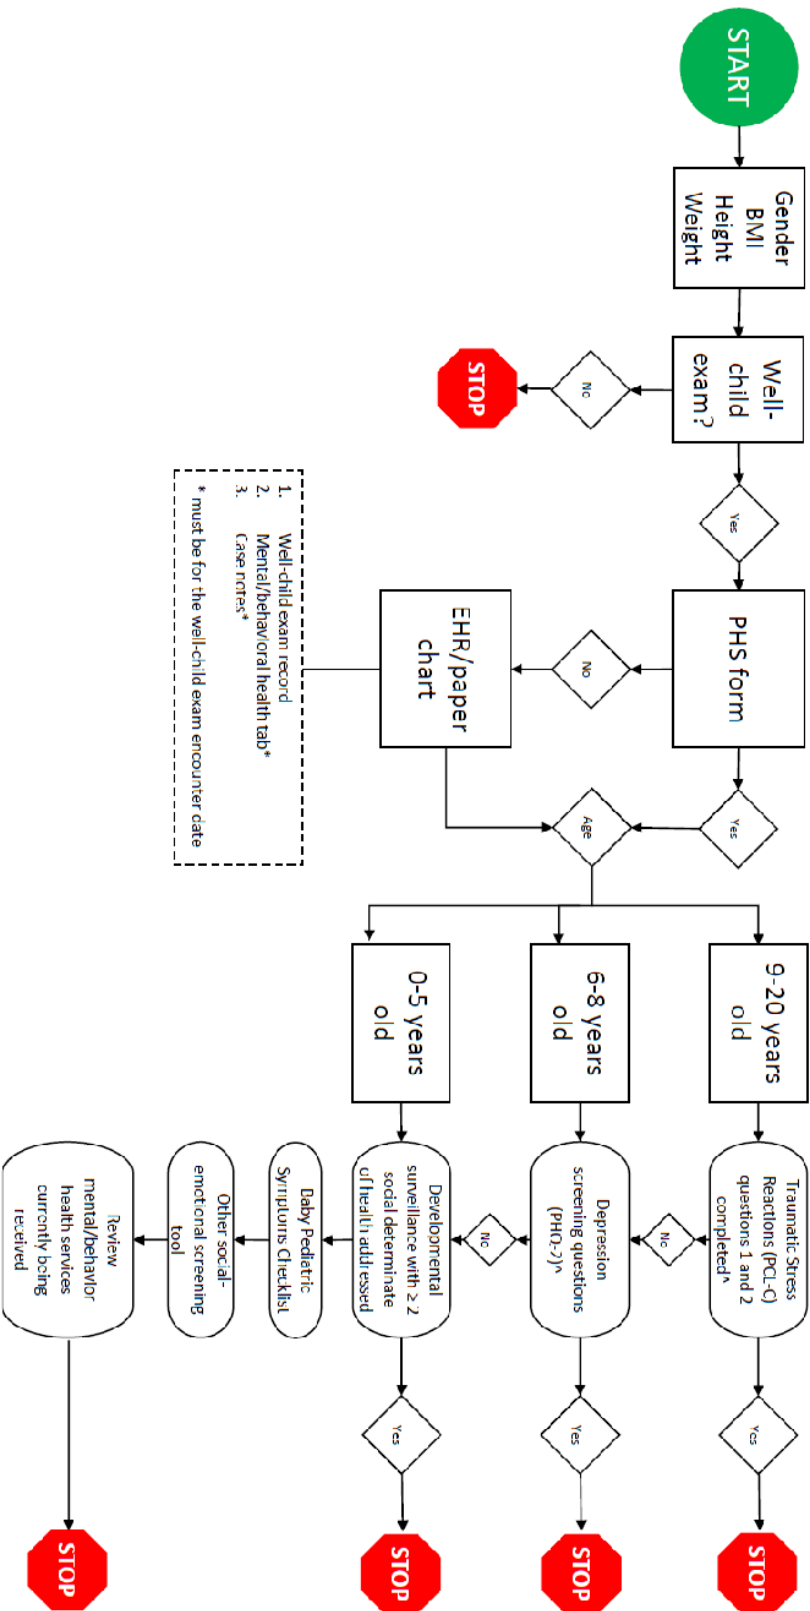 START
Gender
BMI
Height
Weight
Well-
child
exam?
No
STOP
Yes
PHS form
No
EHR/paper
chart
1. Well-child exam record
2. Mental/behavioral health tab*
3. Case notes*
* must be for the well-child exam encounter date
Yes
Age
9-20 years
old
6-8 years
old
0-5 years
old
Traumatic Stress
Reactions (PCL-C)
questions 1 and 2
completed^
No
Yes
STOP
Depression
screening questions
(PHQ-2)^
No
Yes
STOP
Developmental
surveillance with ≥ 2
social determinate
of health addressed
Yes
STOP
Baby Pediatric
Symptoms Checklist
Other social-
emotional screening
tool
Review
mental/behavior
health services
currently being
received
STOP